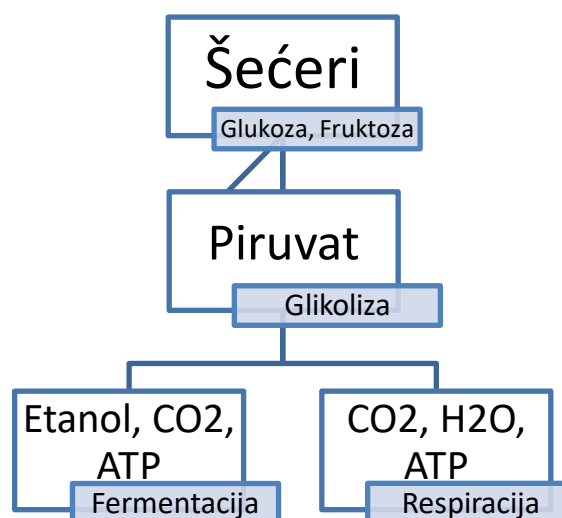 Šećeri
Glukoza, Fruktoza
Piruvat
Glikoliza
Etanol, CO2,
ATP
Fermentacija
CO2, H2O,
ATP
Respiracija